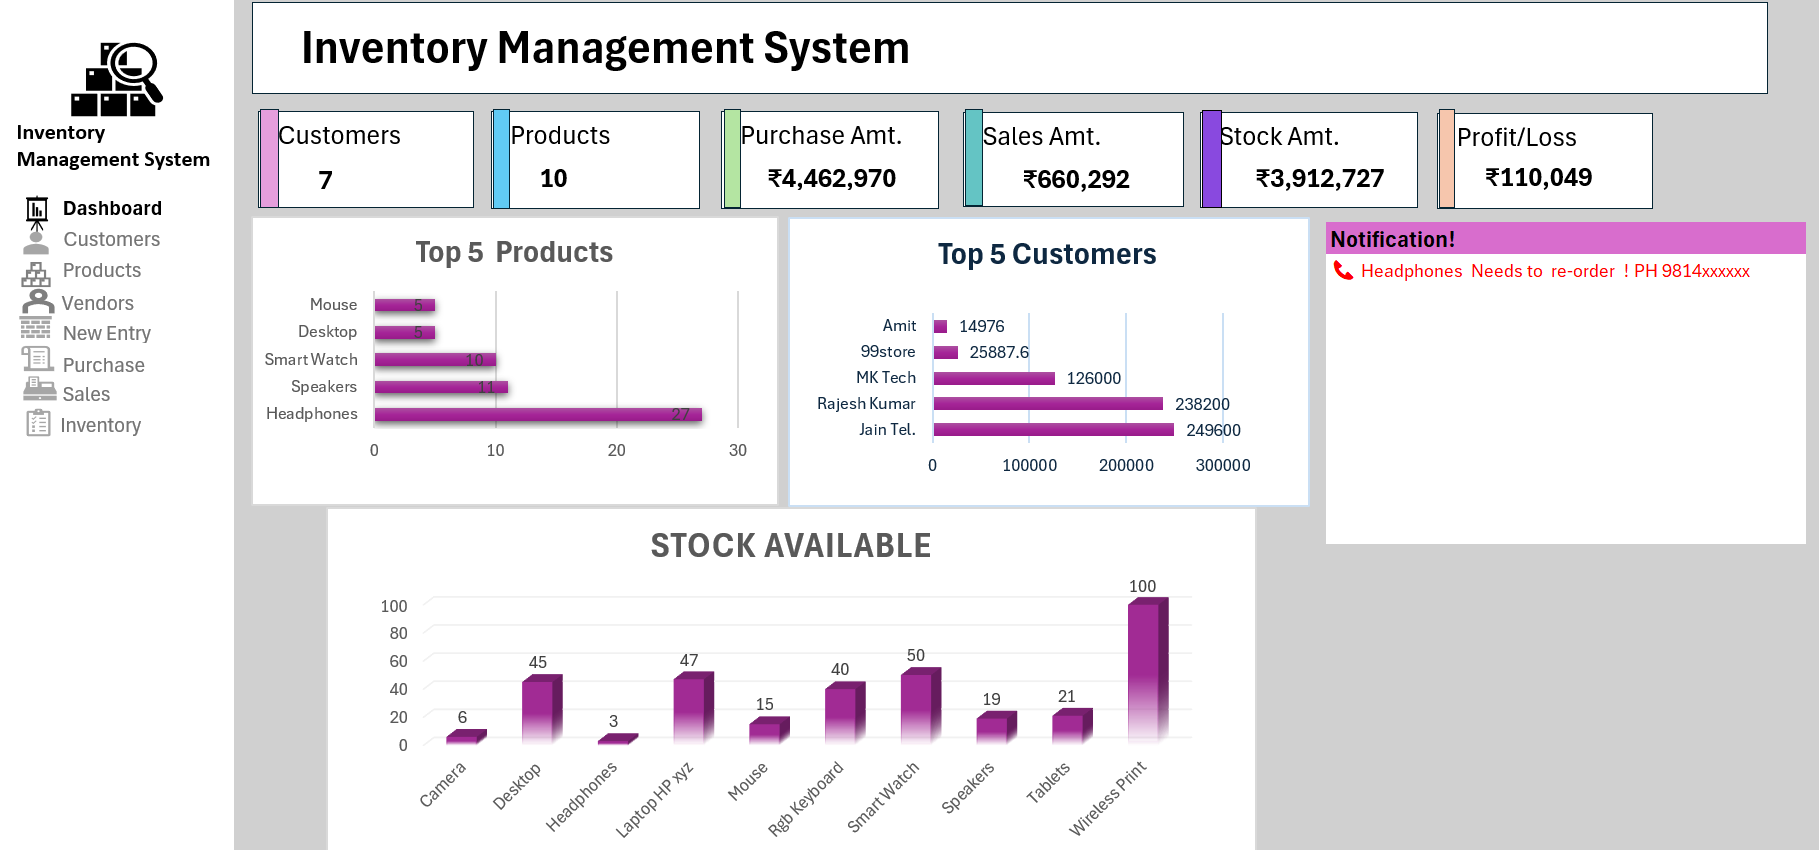 Inventory Management System
Inventory
Management System
Dashboard
Customers
Products
Vendors
New Entry
Purchase
Sales
Inventory
Customers
7
Products
10
Purchase Amt.
₹4,462,970
Sales Amt.
₹660,292
Stock Amt.
₹3,912,727
Profit/Loss
₹110,049
Top 5 Products
Mouse 5
Desktop 5
Smart Watch 10
Speakers 11
Headphones 27
0 10 20 30
Top 5 Customers
Amit 14976
99store 25887.6
MK Tech 126000
Rajesh Kumar 238200
Jain Tel. 249600
0 100000 200000 300000
Notification!
Headphones Needs to re-order ! PH 9814xxxxxx
STOCK AVAILABLE
100
80
60
40
20
0
6 45 3 47 15 40 50 19 21 100
Camera Desktop Headphones Laptop HP xyz Mouse Rgb Keyboard Smart Watch Speakers Tablets Wireless Print